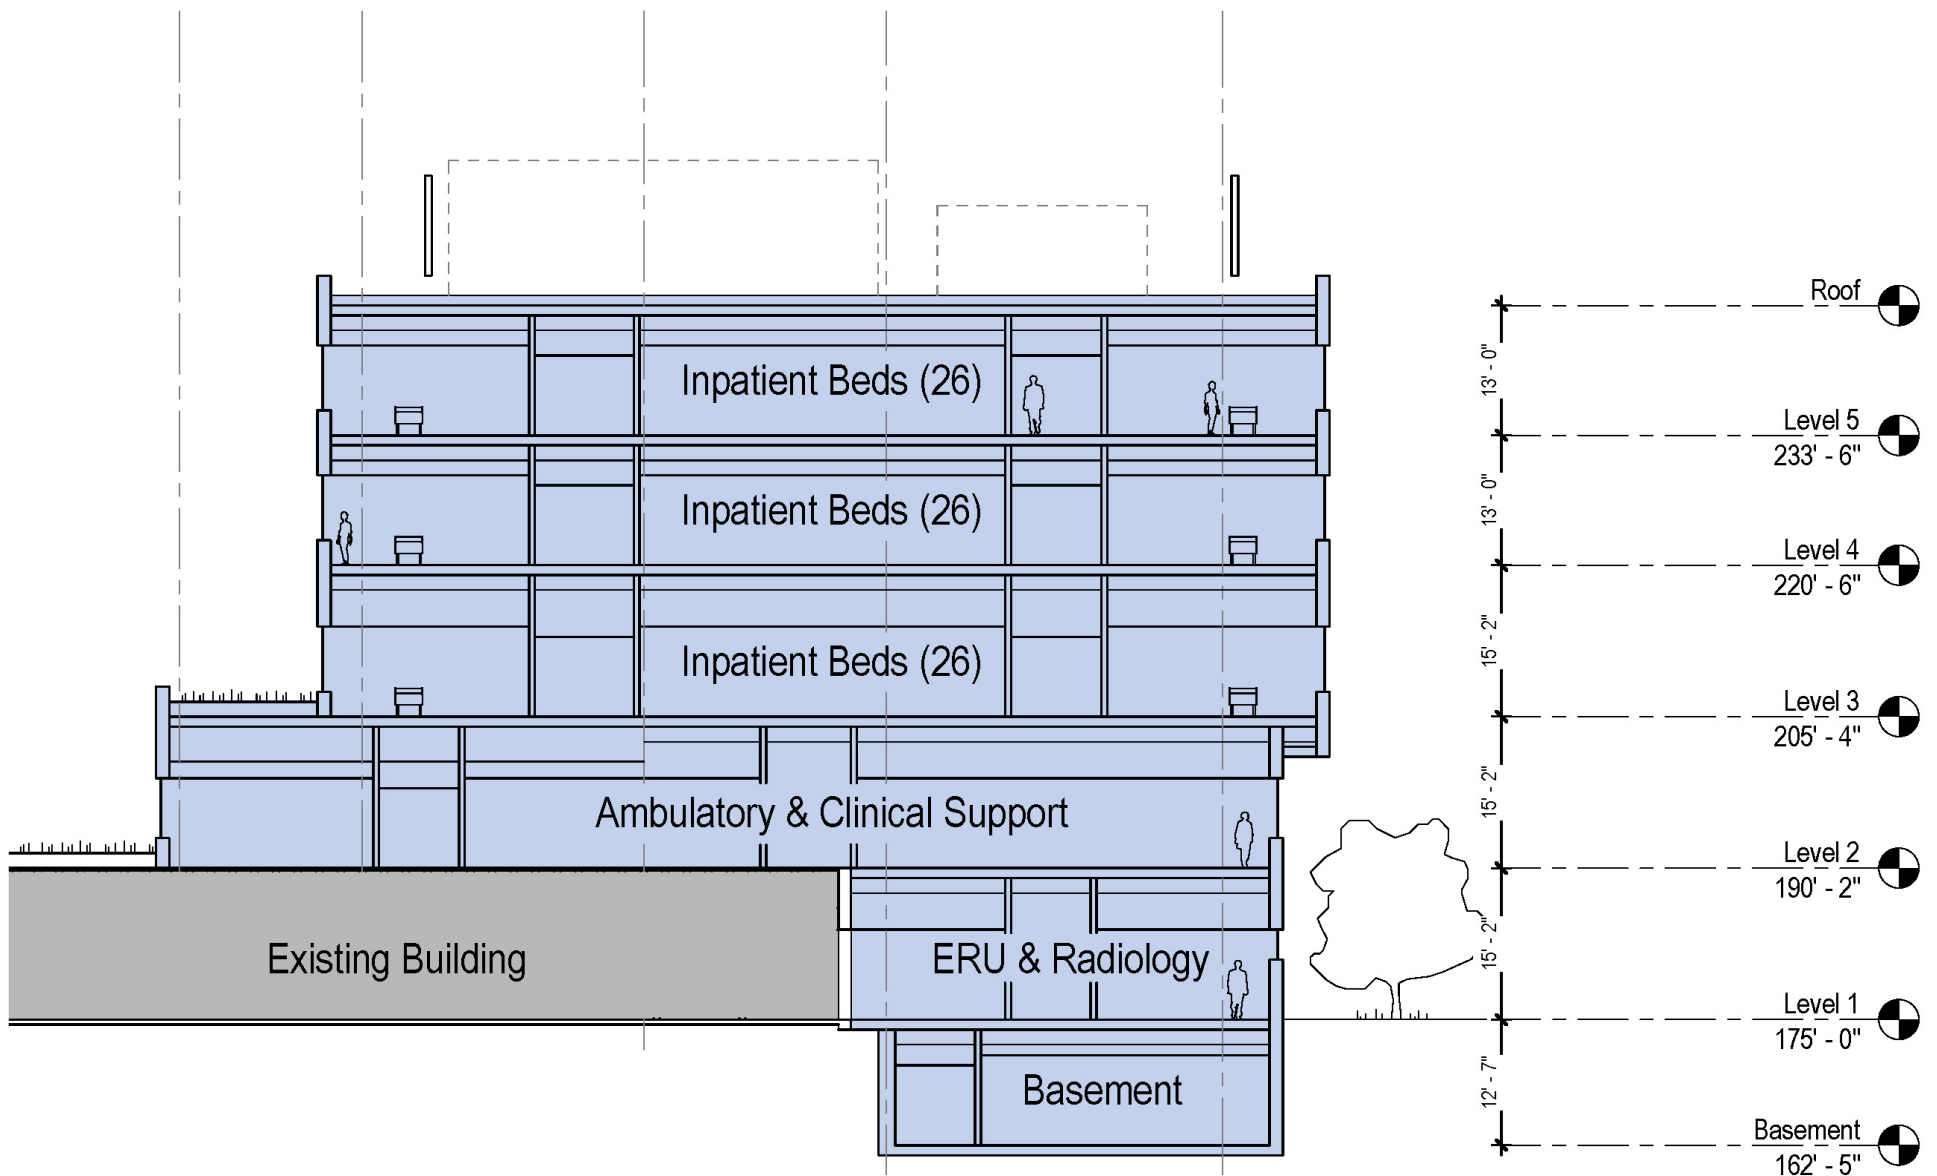 Roof
13' - 0"
Inpatient Beds (26)
Level 5
233' - 6"
13' - 0"
Inpatient Beds (26)
Level 4
220' - 6"
15' - 2"
Inpatient Beds (26)
Level 3
205' - 4"
15' - 2"
Ambulatory & Clinical Support
Level 2
190' - 2"
15' - 2"
Existing Building
ERU & Radiology
Level 1
175' - 0"
12' - 7"
Basement
Basement
162' - 5"